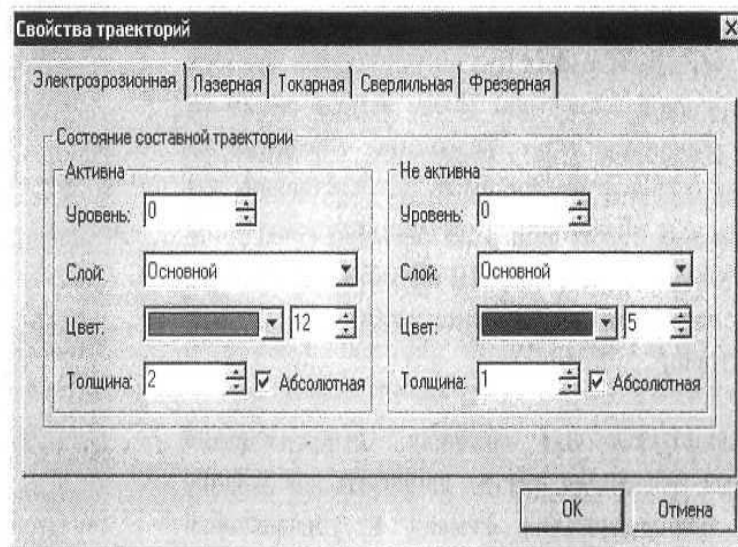 Свойства траекторий
Электроэрозионная Лазерная Токарная Сверлильная Фрезерная
Состояние составной траектории
Активна
Уровень: 0
Слой: Основной
Цвет: 12
Толщина: 2 Абсолютная
Не активна
Уровень: 0
Слой: Основной
Цвет: 5
Толщина: 1 Абсолютная
OK Отмена